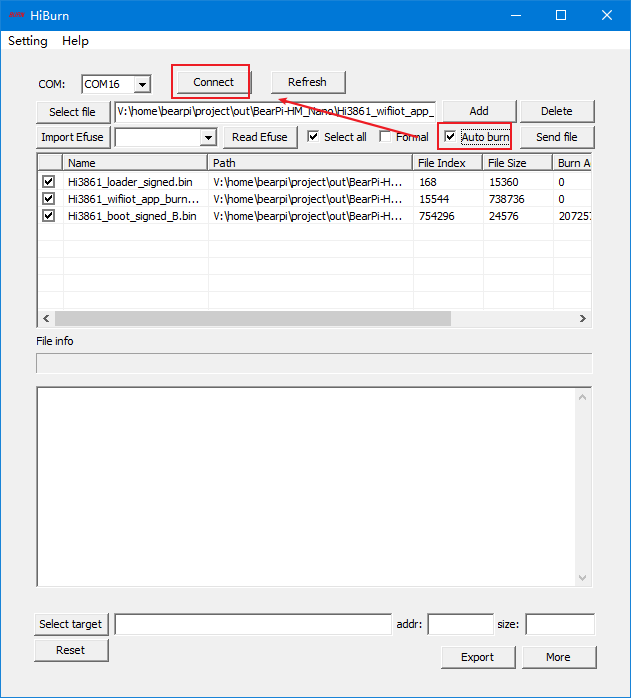 HiBurn
Setting Help
COM: COM16 Connect Refresh
Select file V:\home\bearpi\project\out\BearPi-HM_Nano\Hi3861_wifiiot_app_ Add Delete
Import Efuse Read Efuse Select all Formal Auto burn Send file
Name Path File Index File Size Burn A
Hi3861_loader_signed.bin V:\home\bearpi\project\out\BearPi-H... 168 15360 0
Hi3861_wifiiot_app_burn... V:\home\bearpi\project\out\BearPi-H... 15544 738736 0
Hi3861_boot_signed_B.bin V:\home\bearpi\project\out\BearPi-H... 754296 24576 20725
File info
Select target addr: size:
Reset
Export More